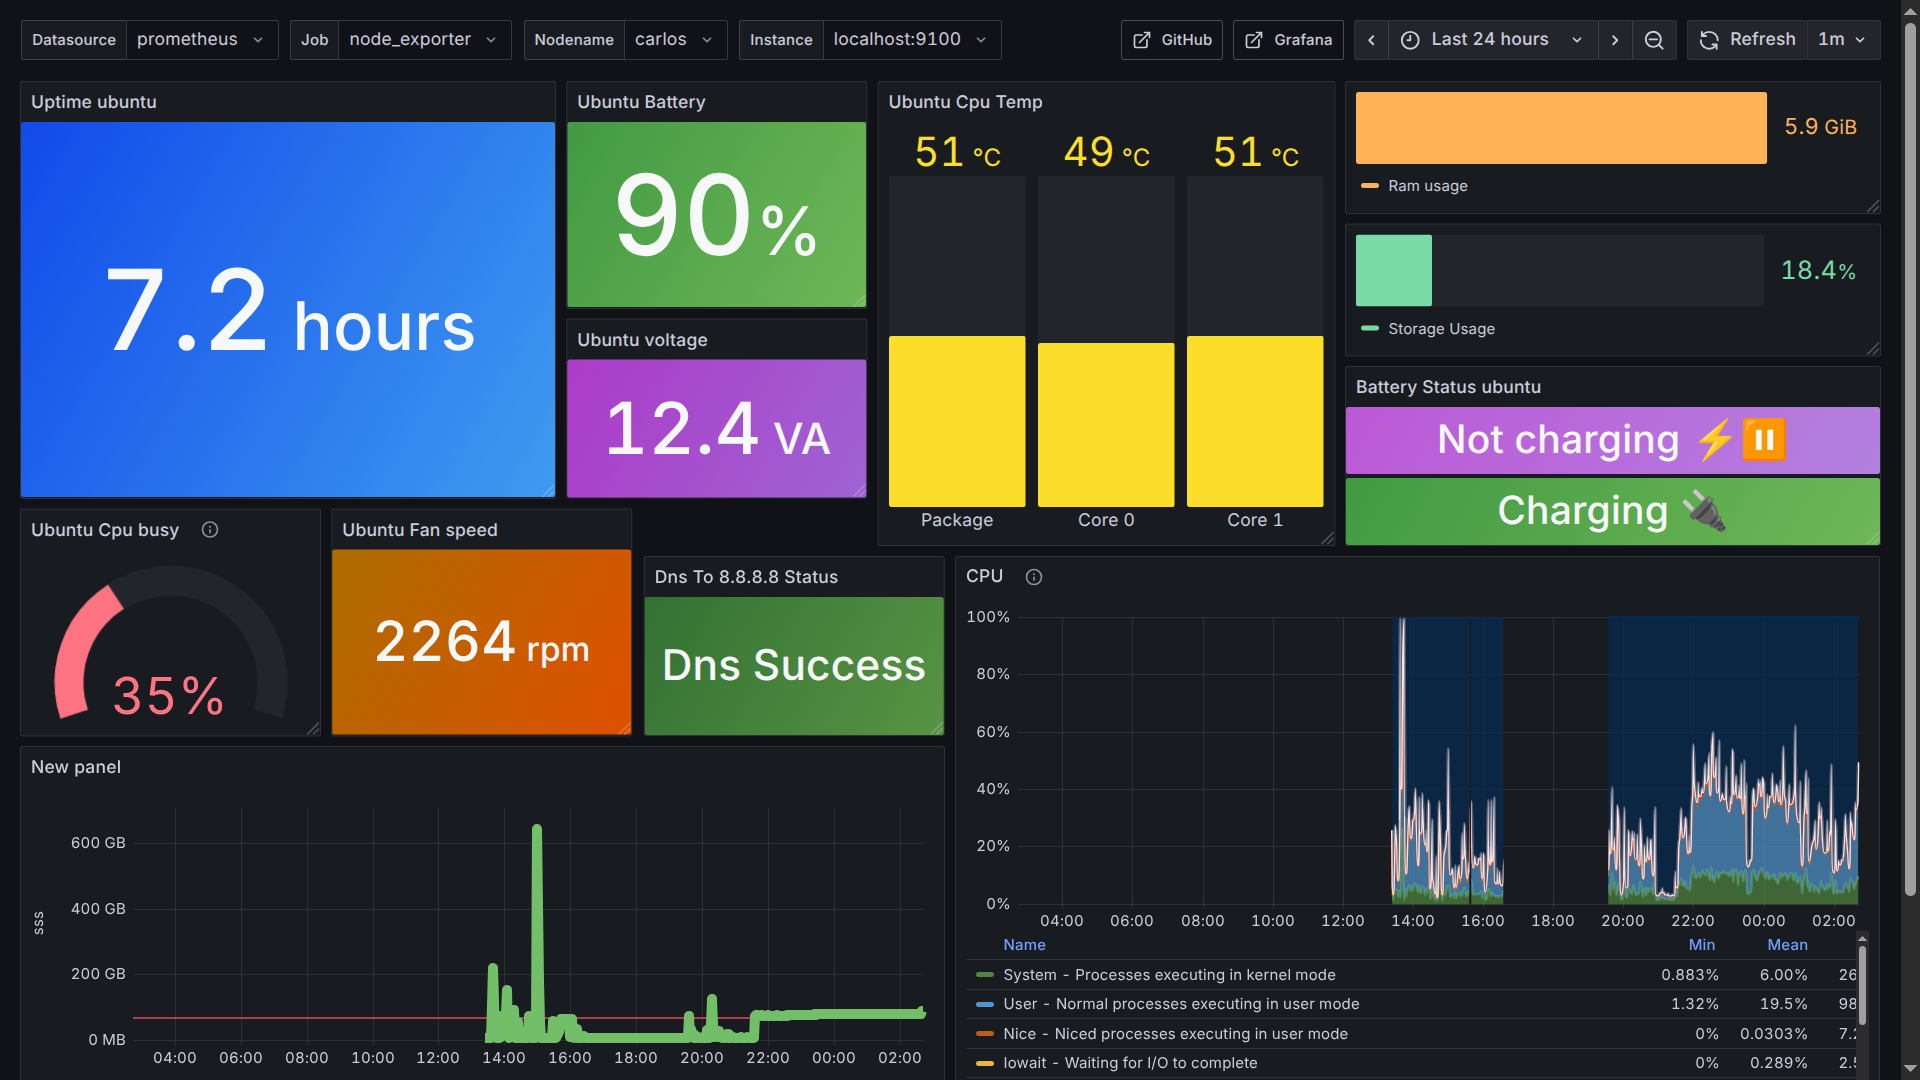 Datasource prometheus Job node_exporter Nodename carlos Instance localhost:9100 GitHub Grafana Last 24 hours Refresh 1m
Uptime ubuntu
7.2 hours
Ubuntu Battery
90%
Ubuntu voltage
12.4 VA
Ubuntu Cpu Temp
51 °C 49 °C 51 °C
Package Core 0 Core 1
5.9 GiB
Ram usage
18.4%
Storage Usage
Battery Status ubuntu
Not charging ⚡⏸️
Charging 🔌
Ubuntu Cpu busy
35%
Ubuntu Fan speed
2264 rpm
Dns To 8.8.8.8 Status
Dns Success
CPU
100%
80%
60%
40%
20%
0%
04:00 06:00 08:00 10:00 12:00 14:00 16:00 18:00 20:00 22:00 00:00 02:00
Name Min Mean
System - Processes executing in kernel mode 0.883% 6.00% 26
User - Normal processes executing in user mode 1.32% 19.5% 98
Nice - Niced processes executing in user mode 0% 0.0303% 7.2
Iowait - Waiting for I/O to complete 0% 0.289% 2.5
New panel
sss
600 GB
400 GB
200 GB
0 MB
04:00 06:00 08:00 10:00 12:00 14:00 16:00 18:00 20:00 22:00 00:00 02:00